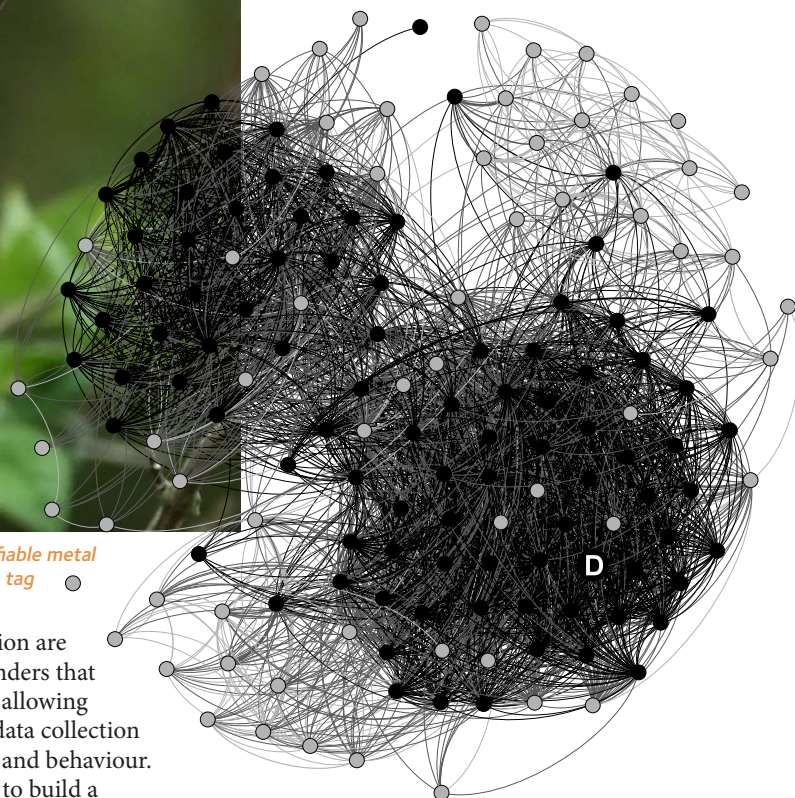 fiable metal
tag
D
ion are
nders that
allowing
data collection
and behaviour.
to build a